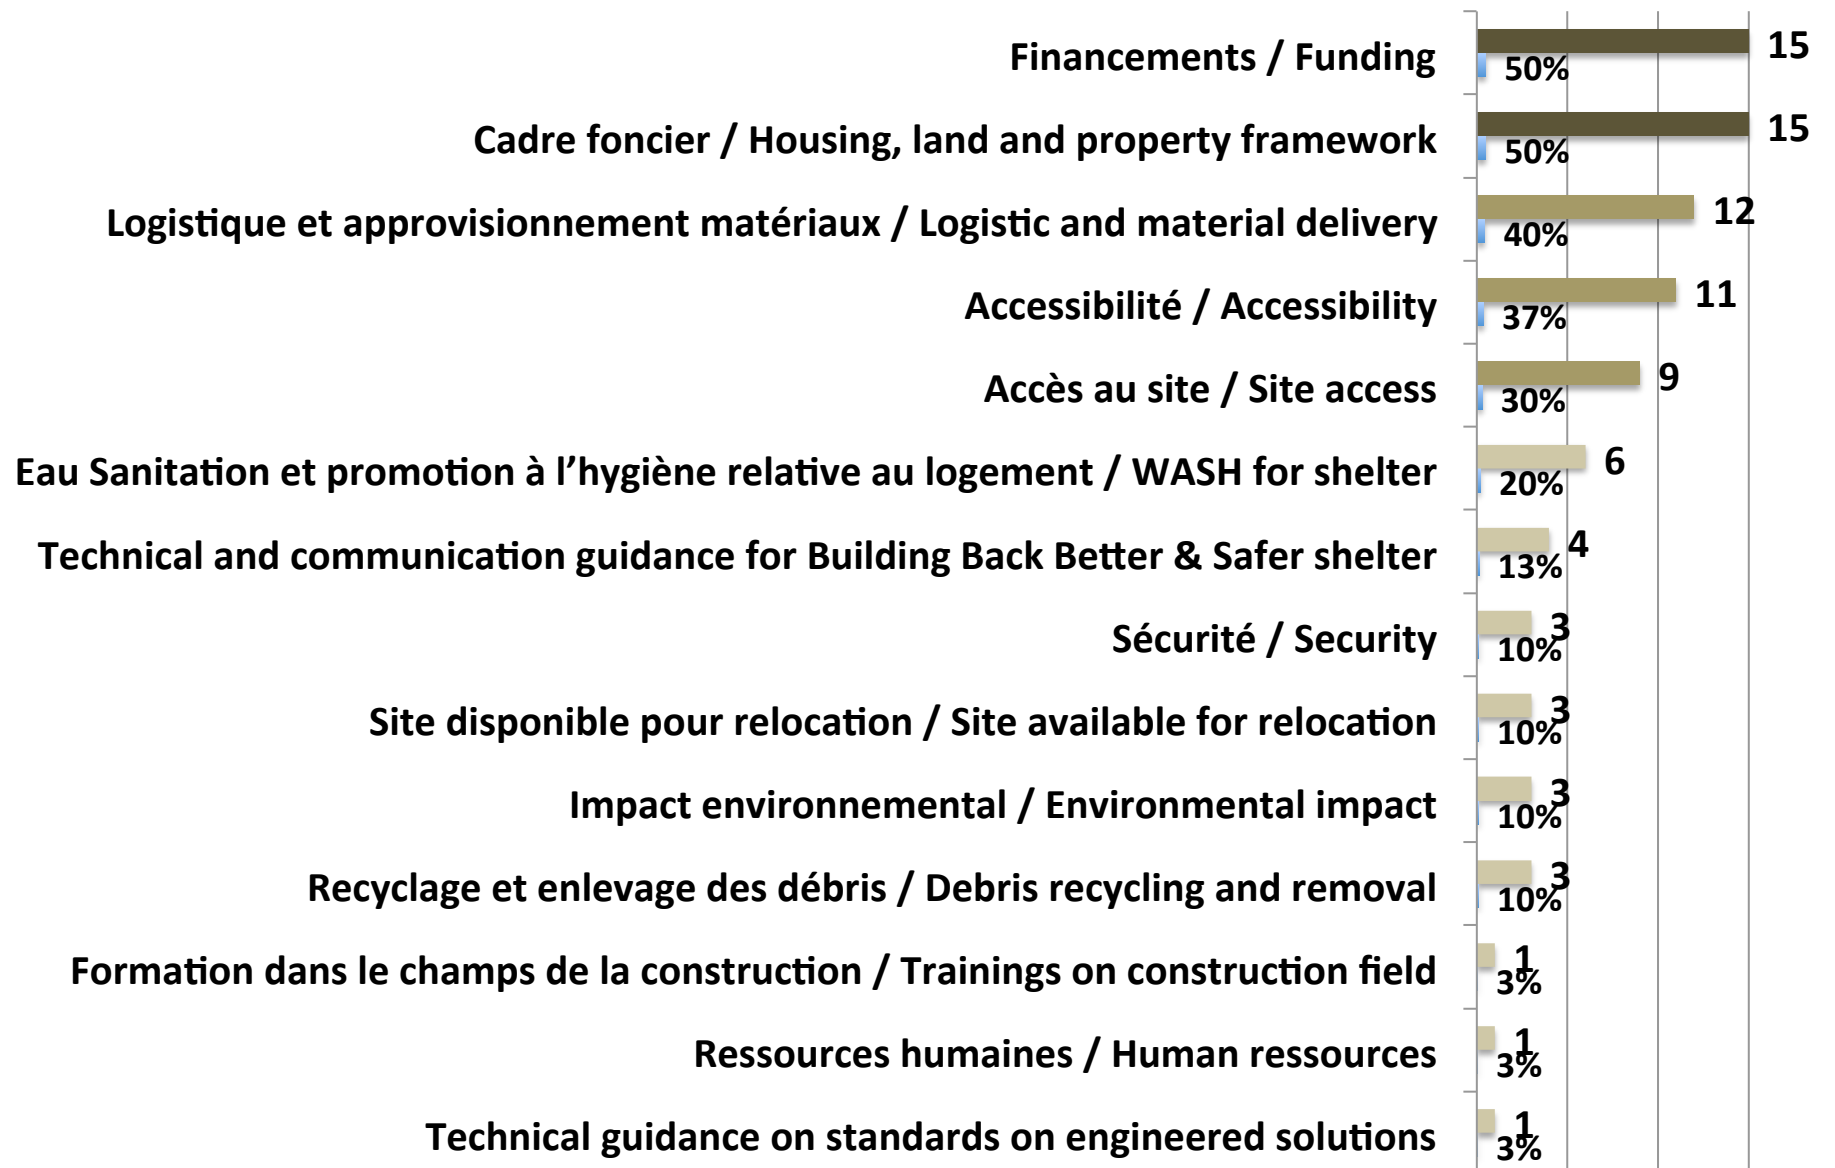 Financements / Funding 15
50%
Cadre foncier / Housing, land and property framework 15
50%
Logistique et approvisionnement matériaux / Logistic and material delivery 12
40%
Accessibilité / Accessibility 11
37%
Accès au site / Site access 9
30%
Eau Sanitation et promotion à l’hygiène relative au logement / WASH for shelter 6
20%
Technical and communication guidance for Building Back Better & Safer shelter 4
13%
Sécurité / Security 3
10%
Site disponible pour relocation / Site available for relocation 3
10%
Impact environnemental / Environmental impact 3
10%
Recyclage et enlevage des débris / Debris recycling and removal 3
10%
Formation dans le champs de la construction / Trainings on construction field 1
3%
Ressources humaines / Human ressources 1
3%
Technical guidance on standards on engineered solutions 1
3%